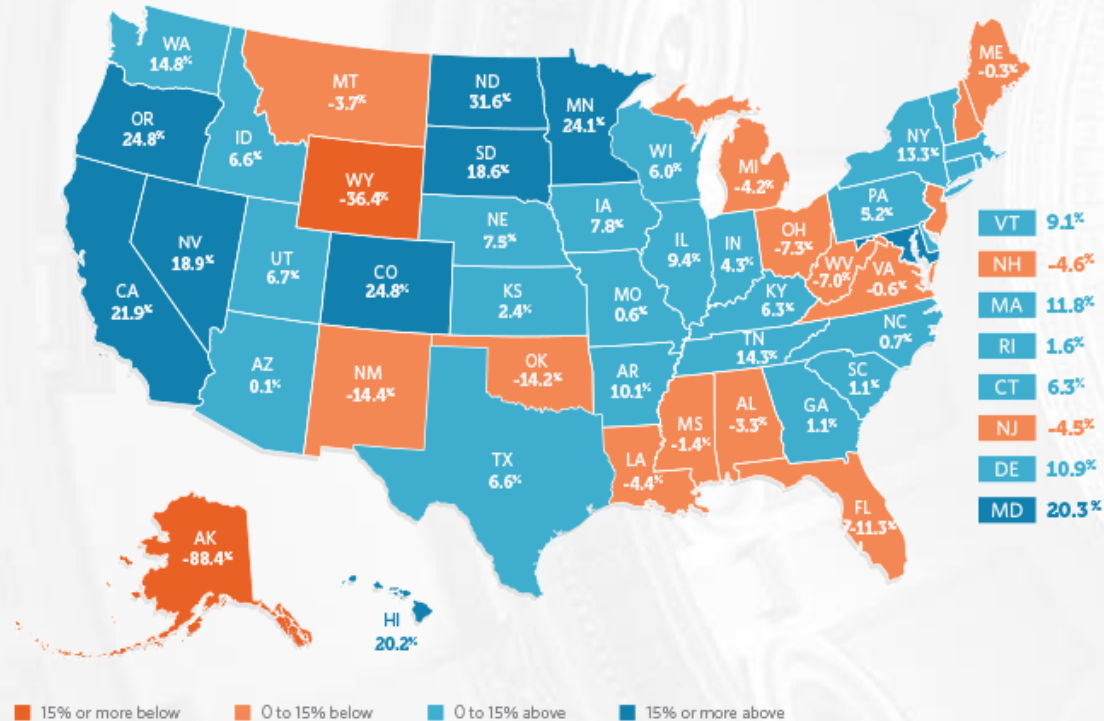 WA
14.8%
MT
-3.7%
ND
31.6%
MN
24.1%
ME
-0.3%
OR
24.8%
ID
6.6%
SD
18.6%
WI
6.0%
NY
13.3%
WY
-36.4%
MI
-4.2%
PA
5.2%
NE
7.5%
IA
7.8%
NV
18.9%
UT
6.7%
CO
24.8%
IL
9.4%
IN
4.3%
OH
-7.3%
WV
-7.0%
VA
-0.6%
CA
21.9%
KS
2.4%
MO
0.6%
KY
6.3%
NC
0.7%
TN
14.3%
AZ
0.1%
NM
-14.4%
OK
-14.2%
AR
10.1%
SC
1.1%
MS
-1.4%
AL
-3.3%
GA
1.1%
TX
6.6%
LA
-4.4%
FL
-11.3%
AK
-88.4%
HI
20.2%
VT 9.1%
NH -4.6%
MA 11.8%
RI 1.6%
CT 6.3%
NJ -4.5%
DE 10.9%
MD 20.3%
15% or more below
0 to 15% below
0 to 15% above
15% or more above